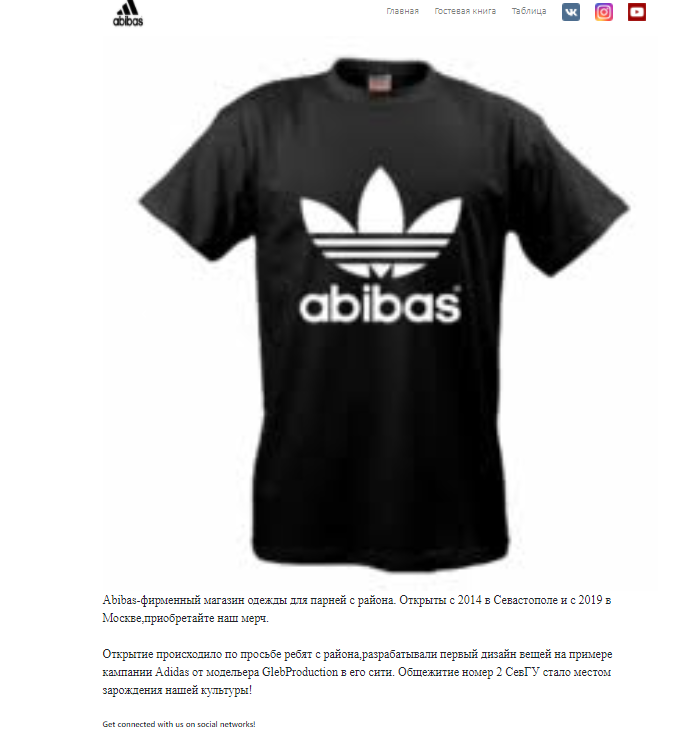 abibas
Главная Гостевая книга Таблица
abibas
Abibas-фирменный магазин одежды для парней с района. Открыты с 2014 в Севастополе и с 2019 в
Москве,приобретайте наш мерч.
Открытие происходило по просьбе ребят с района,разрабатывали первый дизайн вещей на примере
кампании Adidas от модельера GlebProduction в его сити. Общежитие номер 2 СевГУ стало местом
зарождения нашей культуры!
Get connected with us on social networks!